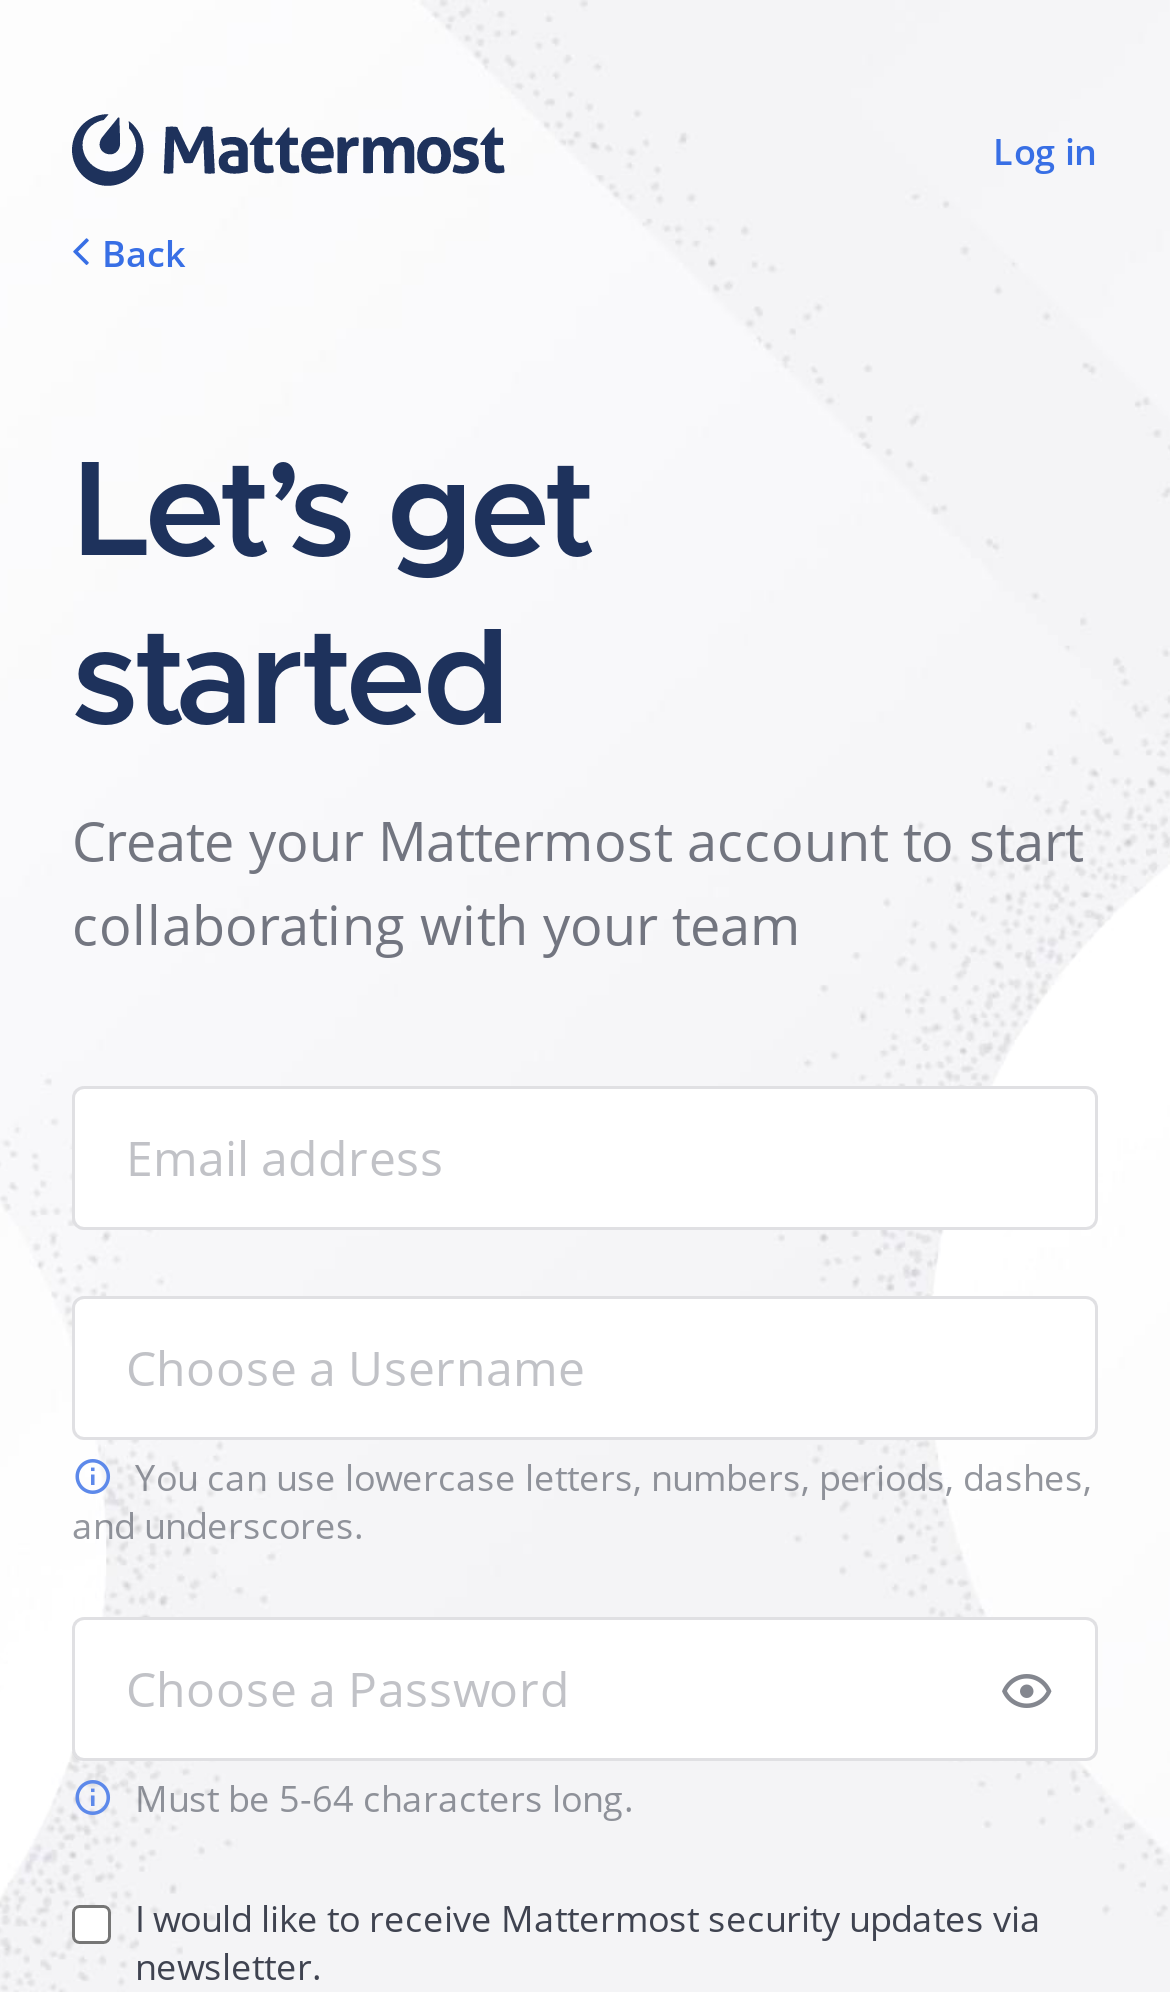 Mattermost
Log in
Back
Let’s get
started
Create your Mattermost account to start
collaborating with your team
Email address
Choose a Username
You can use lowercase letters, numbers, periods, dashes,
and underscores.
Choose a Password
Must be 5-64 characters long.
I would like to receive Mattermost security updates via
newsletter.